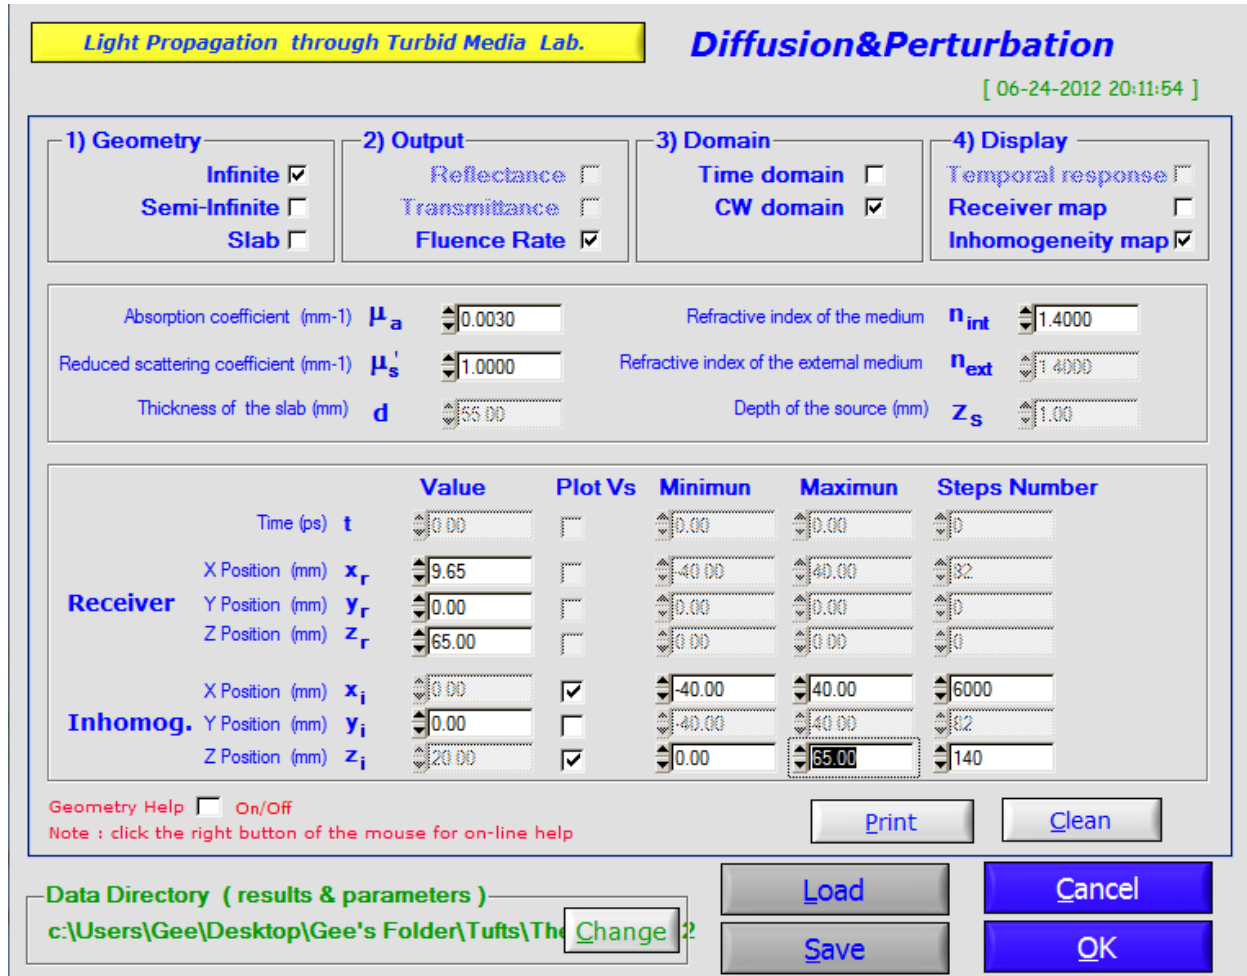 Light Propagation through Turbid Media Lab.
Diffusion&Perturbation
[ 06-24-2012 20:11:54 ]
1) Geometry
Infinite
Semi-Infinite
Slab
2) Output
Reflectance
Transmittance
Fluence Rate
3) Domain
Time domain
CW domain
4) Display
Temporal response
Receiver map
Inhomogeneity map
Absorption coefficient (mm-1) μa 0.0030
Refractive index of the medium nint 1.4000
Reduced scattering coefficient (mm-1) μs' 1.0000
Refractive index of the external medium next 1.4000
Thickness of the slab (mm) d 55.00
Depth of the source (mm) zs 1.00
Value Plot Vs Minimun Maximun Steps Number
Time (ps) t 0.00 0.00 0.00 0
X Position (mm) xr 9.65 -40.00 40.00 82
Receiver Y Position (mm) yr 0.00 0.00 0.00 0
Z Position (mm) zr 65.00 0.00 0.00 0
X Position (mm) xi 0.00 -40.00 40.00 6000
Inhomog. Y Position (mm) yi 0.00 -40.00 40.00 82
Z Position (mm) zi 20.00 0.00 65.00 140
Geometry Help On/Off
Note : click the right button of the mouse for on-line help
Print
Clean
Data Directory ( results & parameters )
c:\Users\Gee\Desktop\Gee's Folder\Tufts\The 2
Change
Load
Save
Cancel
OK